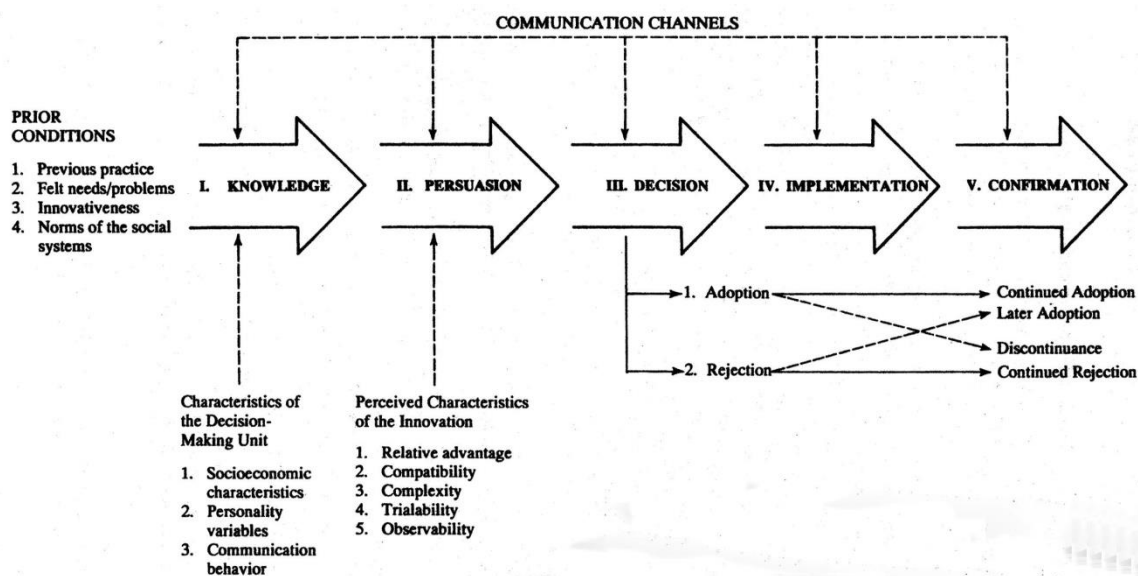 COMMUNICATION CHANNELS
PRIOR
CONDITIONS
1. Previous practice
2. Felt needs/problems
3. Innovativeness
4. Norms of the social
systems
I. KNOWLEDGE
II. PERSUASION
III. DECISION
IV. IMPLEMENTATION
V. CONFIRMATION
1. Adoption
2. Rejection
Continued Adoption
Later Adoption
Discontinuance
Continued Rejection
Characteristics of
the Decision-
Making Unit
1. Socioeconomic
characteristics
2. Personality
variables
3. Communication
behavior
Perceived Characteristics
of the Innovation
1. Relative advantage
2. Compatibility
3. Complexity
4. Trialability
5. Observability